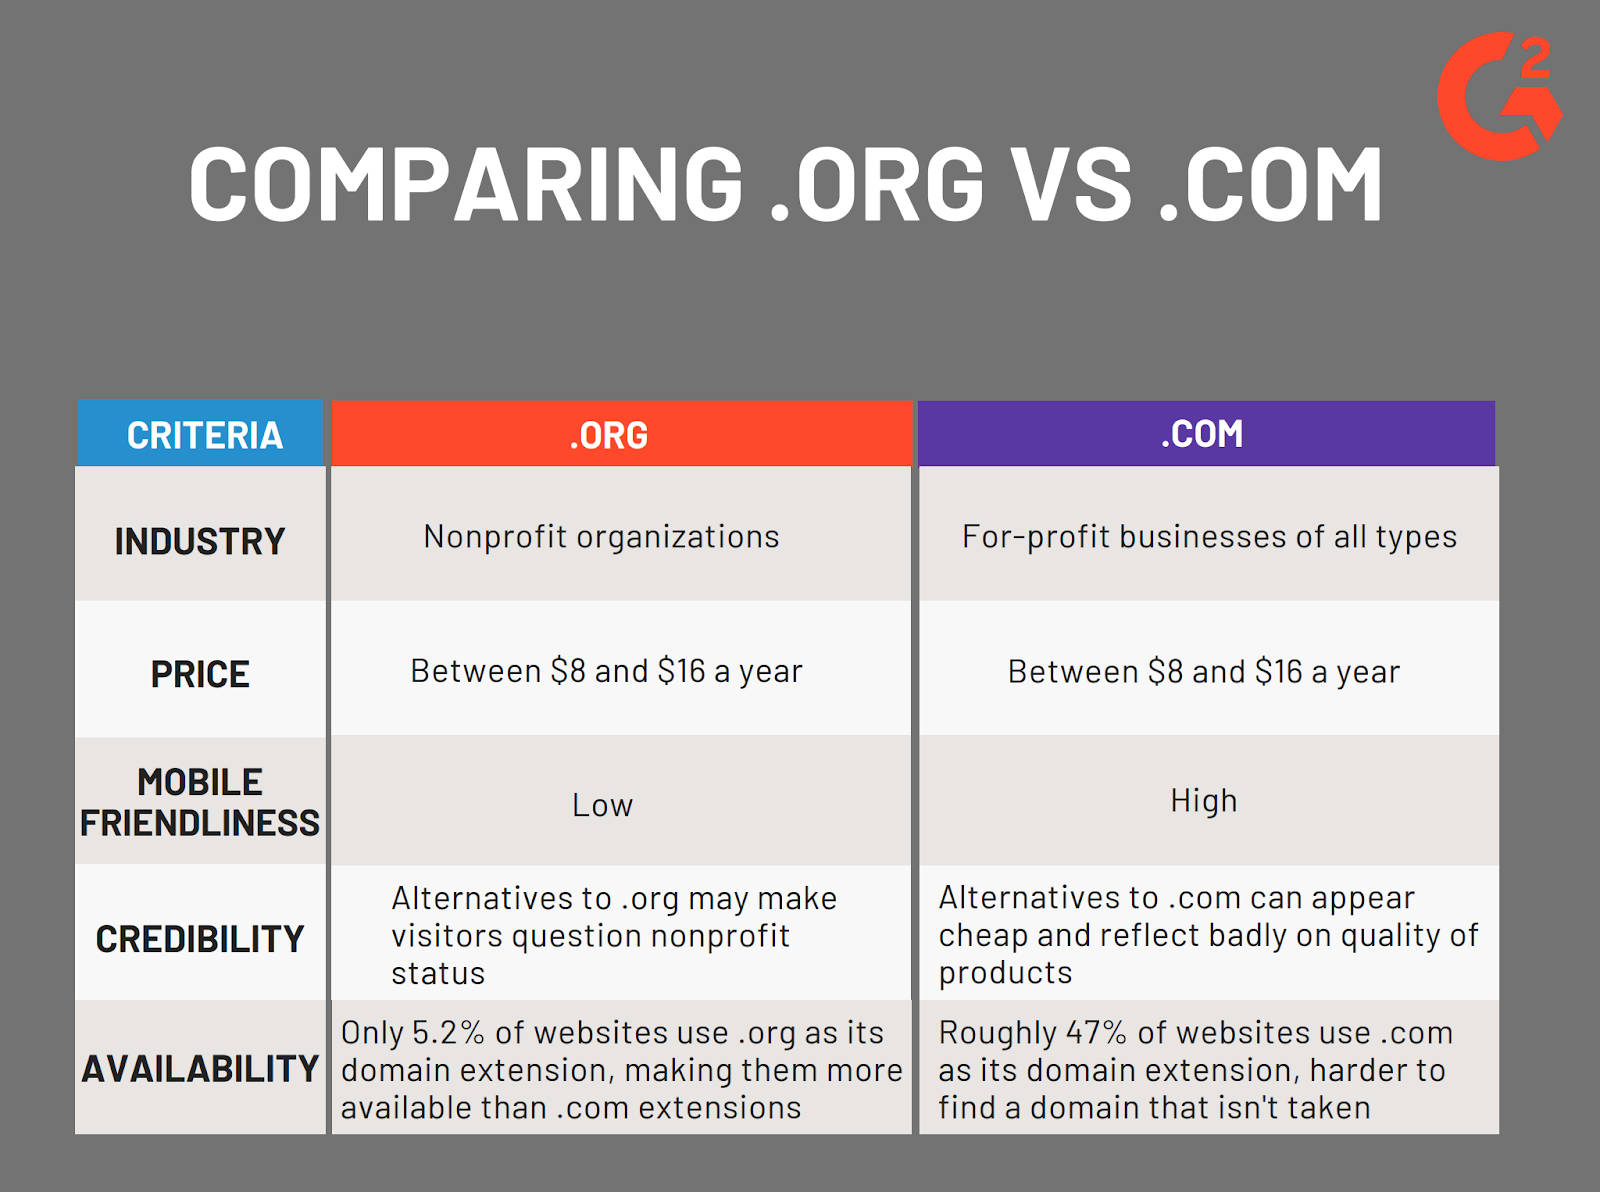 G2
COMPARING .ORG VS .COM
CRITERIA
.ORG
.COM
INDUSTRY
Nonprofit organizations
For-profit businesses of all types
PRICE
Between $8 and $16 a year
Between $8 and $16 a year
MOBILE
FRIENDLINESS
Low
High
CREDIBILITY
Alternatives to .org may make
visitors question nonprofit
status
Alternatives to .com can appear
cheap and reflect badly on quality of
products
AVAILABILITY
Only 5.2% of websites use .org as its
domain extension, making them more
available than .com extensions
Roughly 47% of websites use .com
as its domain extension, harder to
find a domain that isn't taken